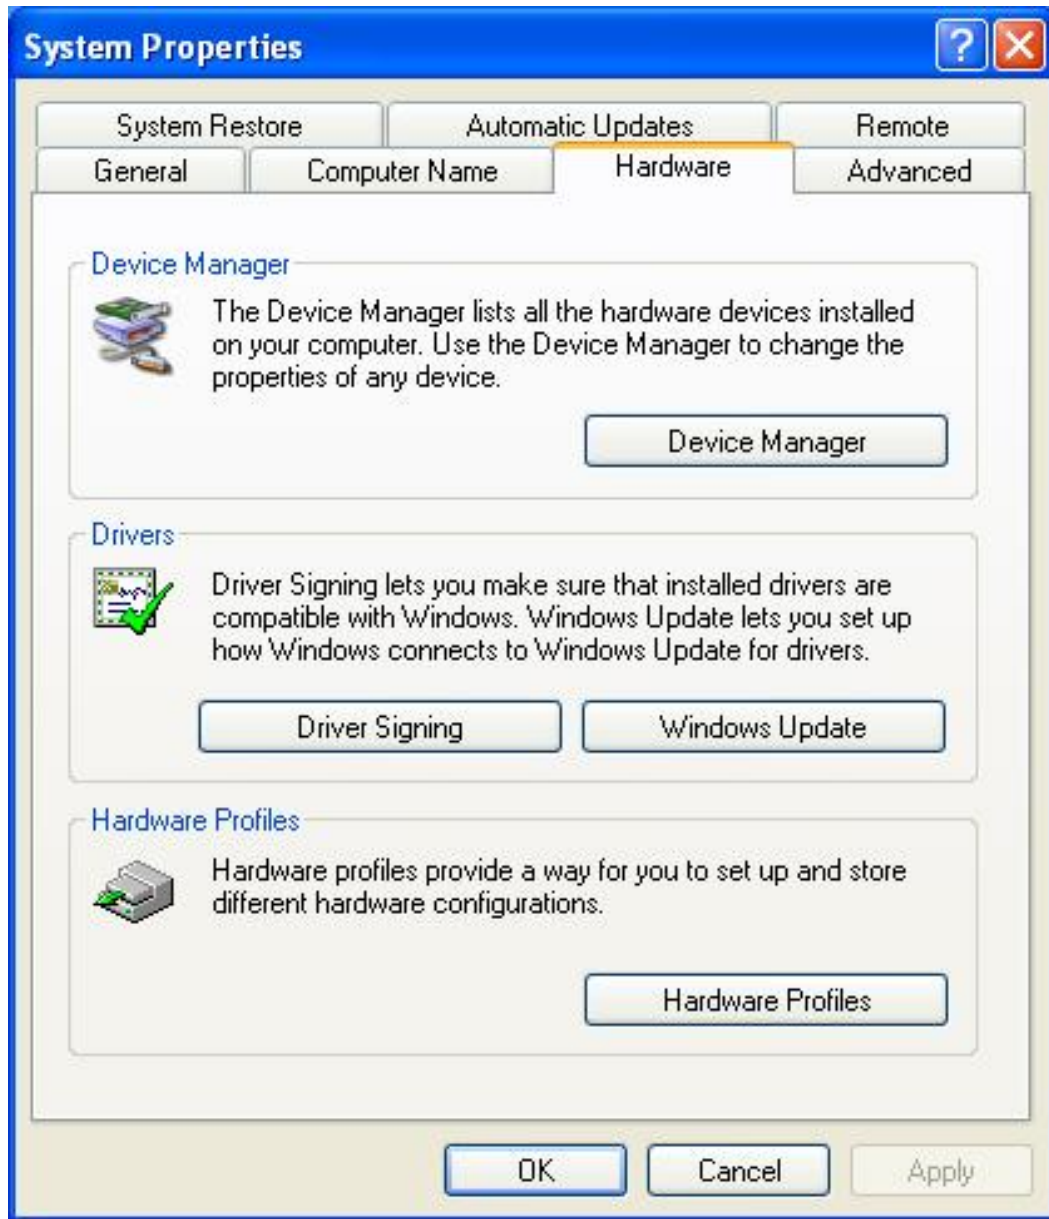 System Properties
System Restore
Automatic Updates
Remote
General
Computer Name
Hardware
Advanced
Device Manager
The Device Manager lists all the hardware devices installed
on your computer. Use the Device Manager to change the
properties of any device.
Device Manager
Drivers
Driver Signing lets you make sure that installed drivers are
compatible with Windows. Windows Update lets you set up
how Windows connects to Windows Update for drivers.
Driver Signing
Windows Update
Hardware Profiles
Hardware profiles provide a way for you to set up and store
different hardware configurations.
Hardware Profiles
OK
Cancel
Apply